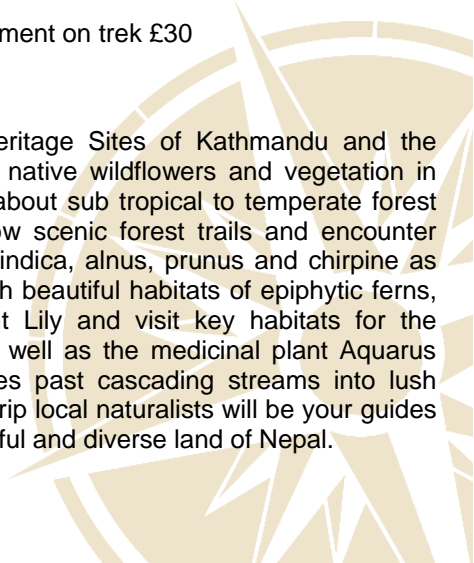 ment on trek £30
eritage Sites of Kathmandu and the
native wildflowers and vegetation in
about sub tropical to temperate forest
w scenic forest trails and encounter
indica, alnus, prunus and chirpine as
h beautiful habitats of epiphytic ferns,
t Lily and visit key habitats for the
well as the medicinal plant Aquarus
es past cascading streams into lush
rip local naturalists will be your guides
ful and diverse land of Nepal.